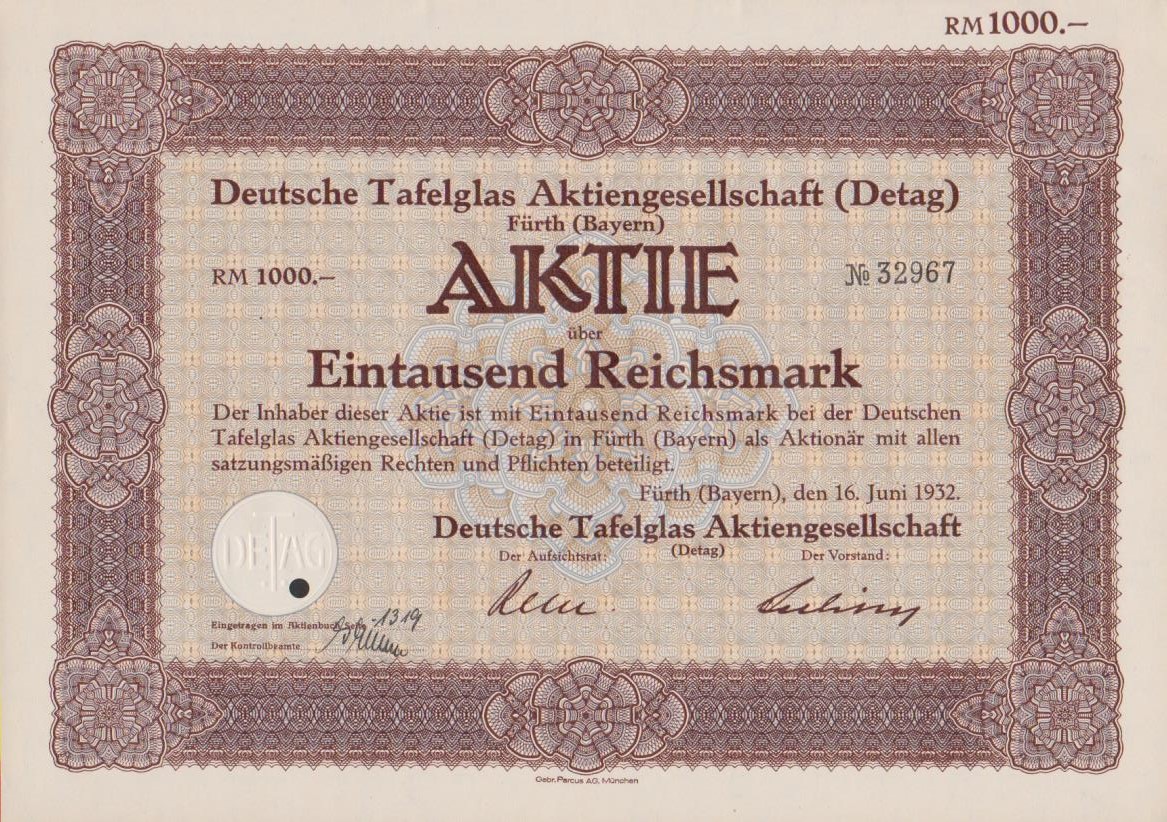 RM 1000.—
Deutsche Tafelglas Aktiengesellschaft (Detag)
Fürth (Bayern)
AKTIE
RM 1000.— № 32967
über
Eintausend Reichsmark
Der Inhaber dieser Aktie ist mit Eintausend Reichsmark bei der Deutschen
Tafelglas Aktiengesellschaft (Detag) in Fürth (Bayern) als Aktionär mit allen
satzungsmäßigen Rechten und Pflichten beteiligt.
Fürth (Bayern), den 16. Juni 1932.
Deutsche Tafelglas Aktiengesellschaft
Der Aufsichtsrat: (Detag) Der Vorstand:
DETAG
Eingetragen im Aktienbuch Seite 1319
Der Kontrollbeamte
Gebr. Parcus AG. München